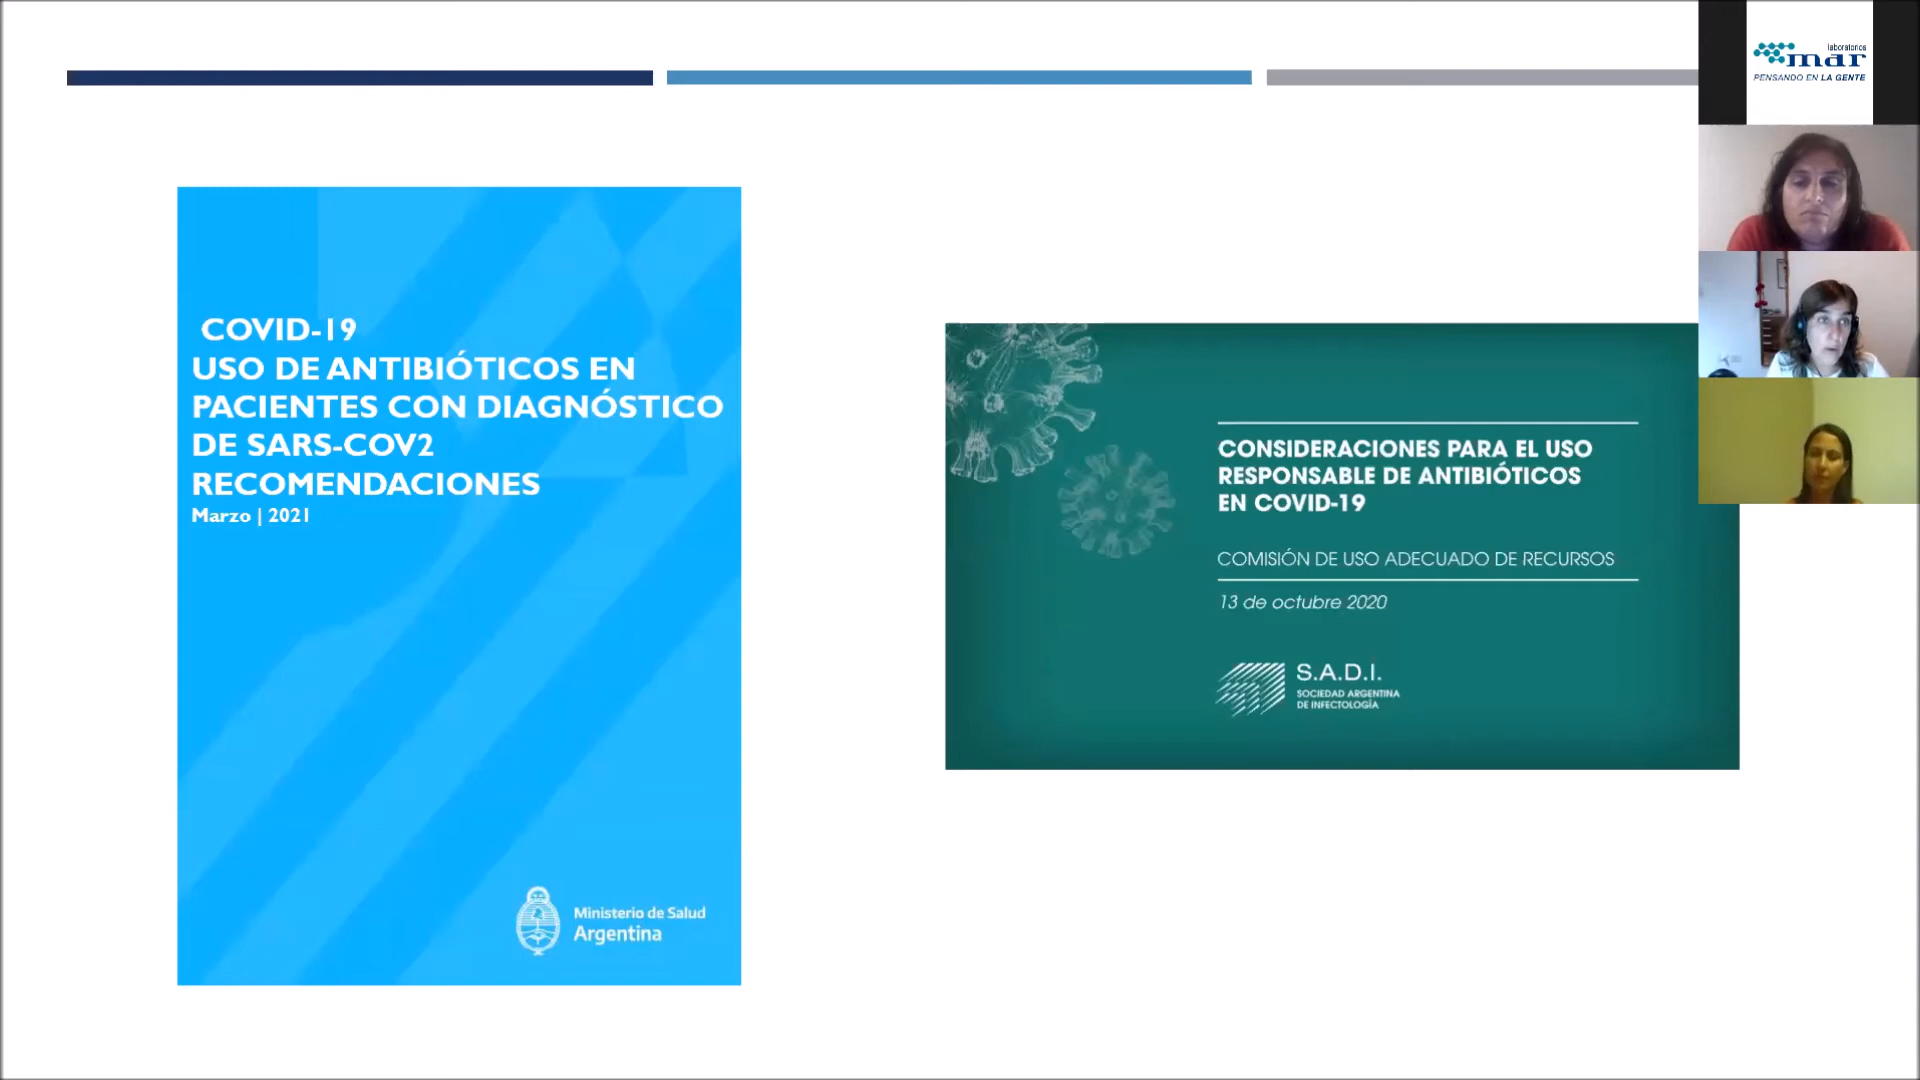 COVID-19
USO DE ANTIBIÓTICOS EN
PACIENTES CON DIAGNÓSTICO
DE SARS-COV2
RECOMENDACIONES
Marzo | 2021
Ministerio de Salud
Argentina
CONSIDERACIONES PARA EL USO
RESPONSABLE DE ANTIBIÓTICOS
EN COVID-19
COMISIÓN DE USO ADECUADO DE RECURSOS
13 de octubre 2020
S.A.D.I.
SOCIEDAD ARGENTINA
DE INFECTOLOGÍA
laboratorios
mar
PENSANDO EN LA GENTE